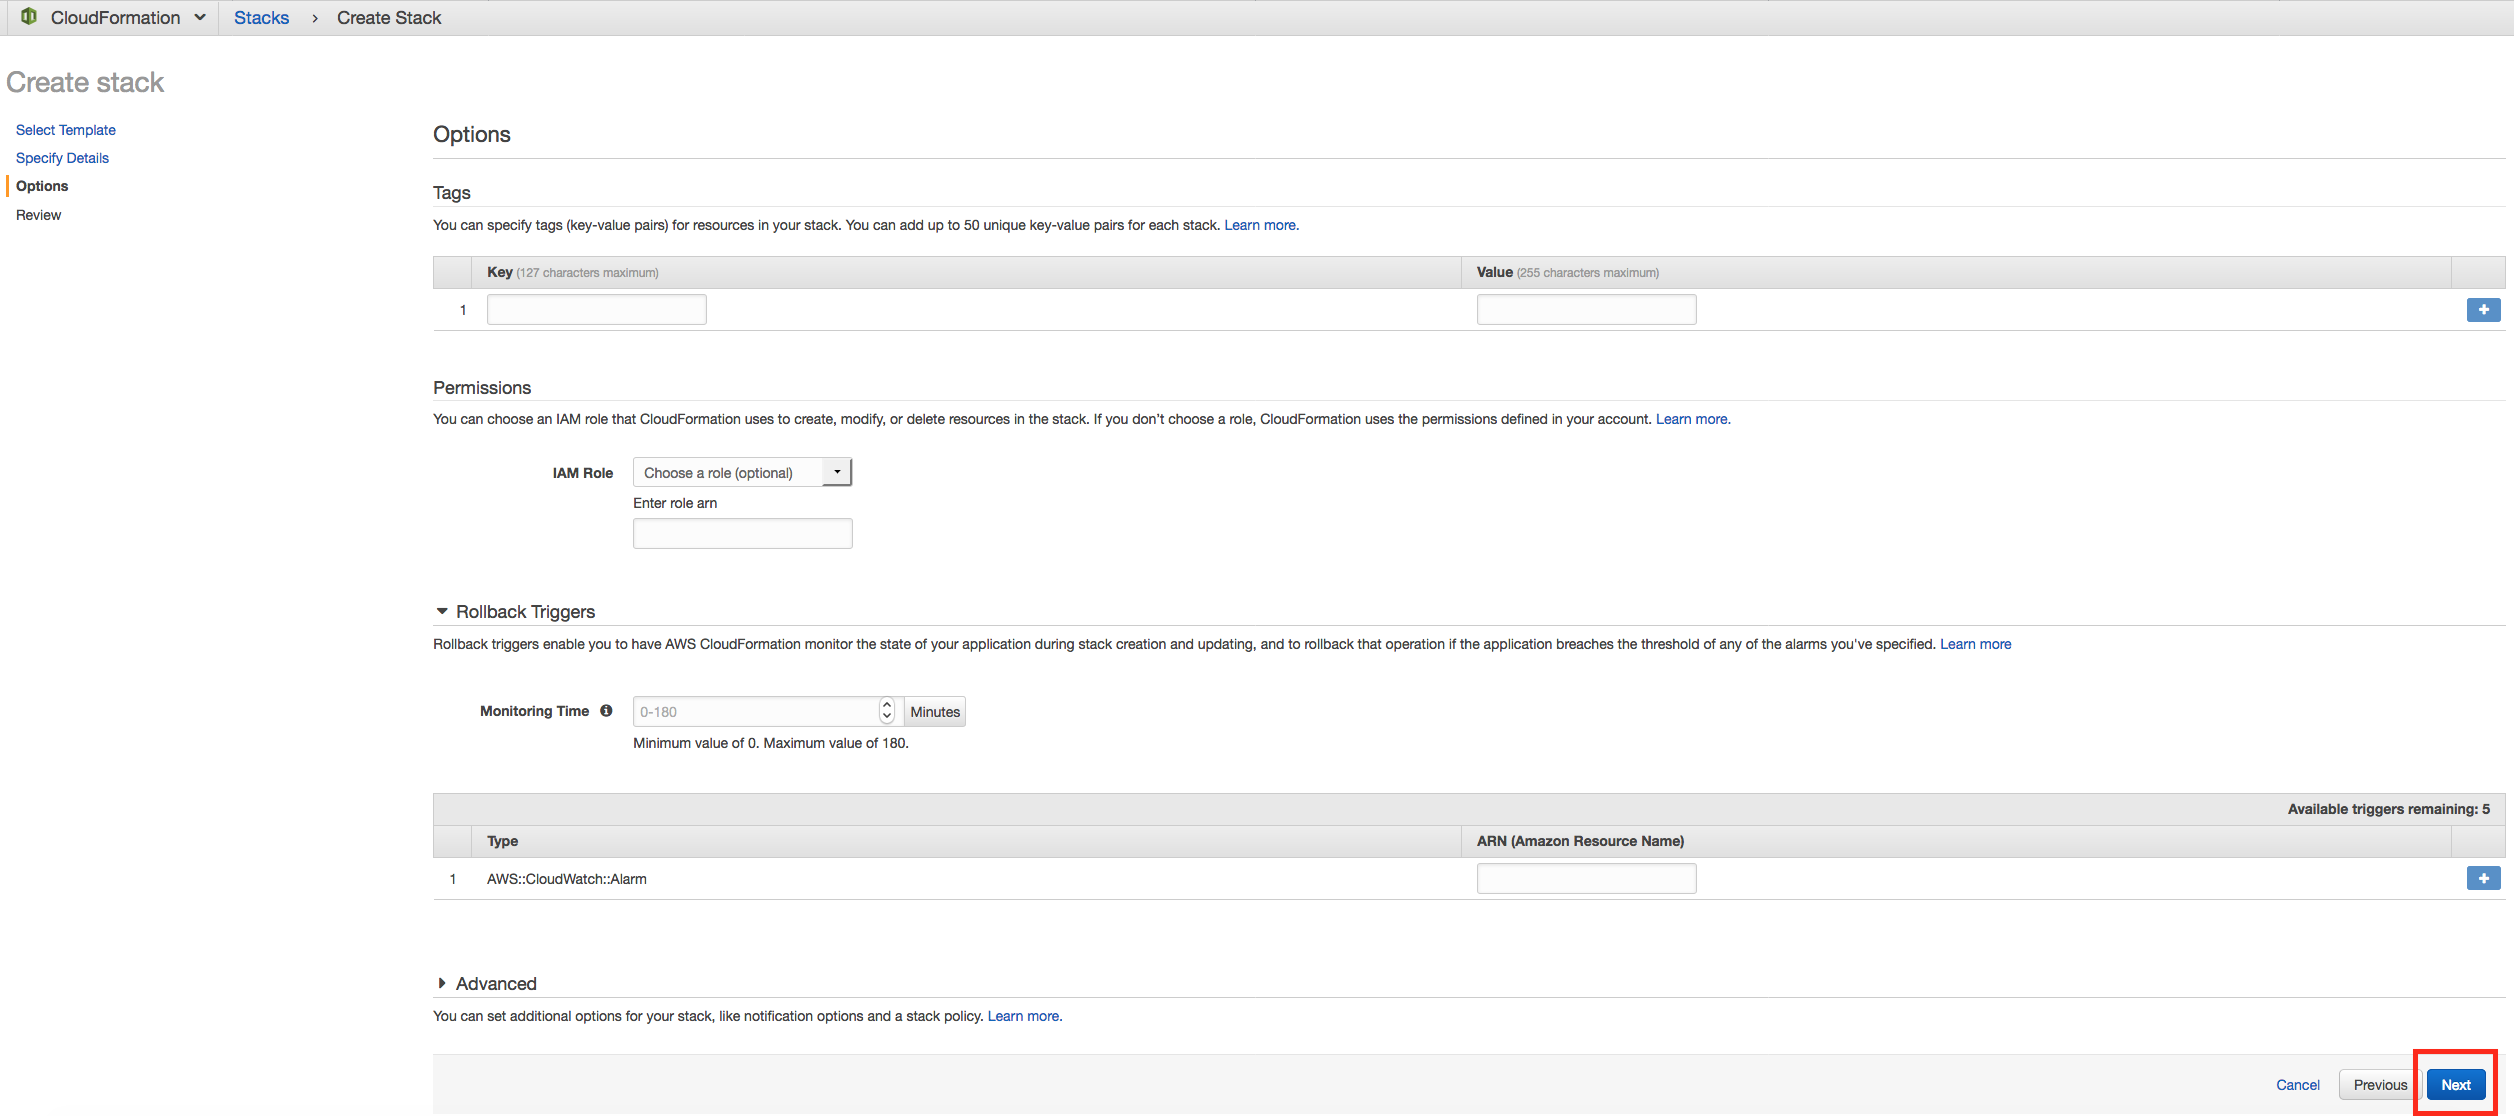 CloudFormation Stacks › Create Stack
Create stack
Select Template
Specify Details
Options
Review
Options
Tags
You can specify tags (key-value pairs) for resources in your stack. You can add up to 50 unique key-value pairs for each stack. Learn more.
Key (127 characters maximum) Value (255 characters maximum)
1
Permissions
You can choose an IAM role that CloudFormation uses to create, modify, or delete resources in the stack. If you don't choose a role, CloudFormation uses the permissions defined in your account. Learn more.
IAM Role Choose a role (optional)
Enter role arn
Rollback Triggers
Rollback triggers enable you to have AWS CloudFormation monitor the state of your application during stack creation and updating, and to rollback that operation if the application breaches the threshold of any of the alarms you've specified. Learn more
Monitoring Time 0-180 Minutes
Minimum value of 0. Maximum value of 180.
Available triggers remaining: 5
Type ARN (Amazon Resource Name)
1 AWS::CloudWatch::Alarm
Advanced
You can set additional options for your stack, like notification options and a stack policy. Learn more.
Cancel Previous Next